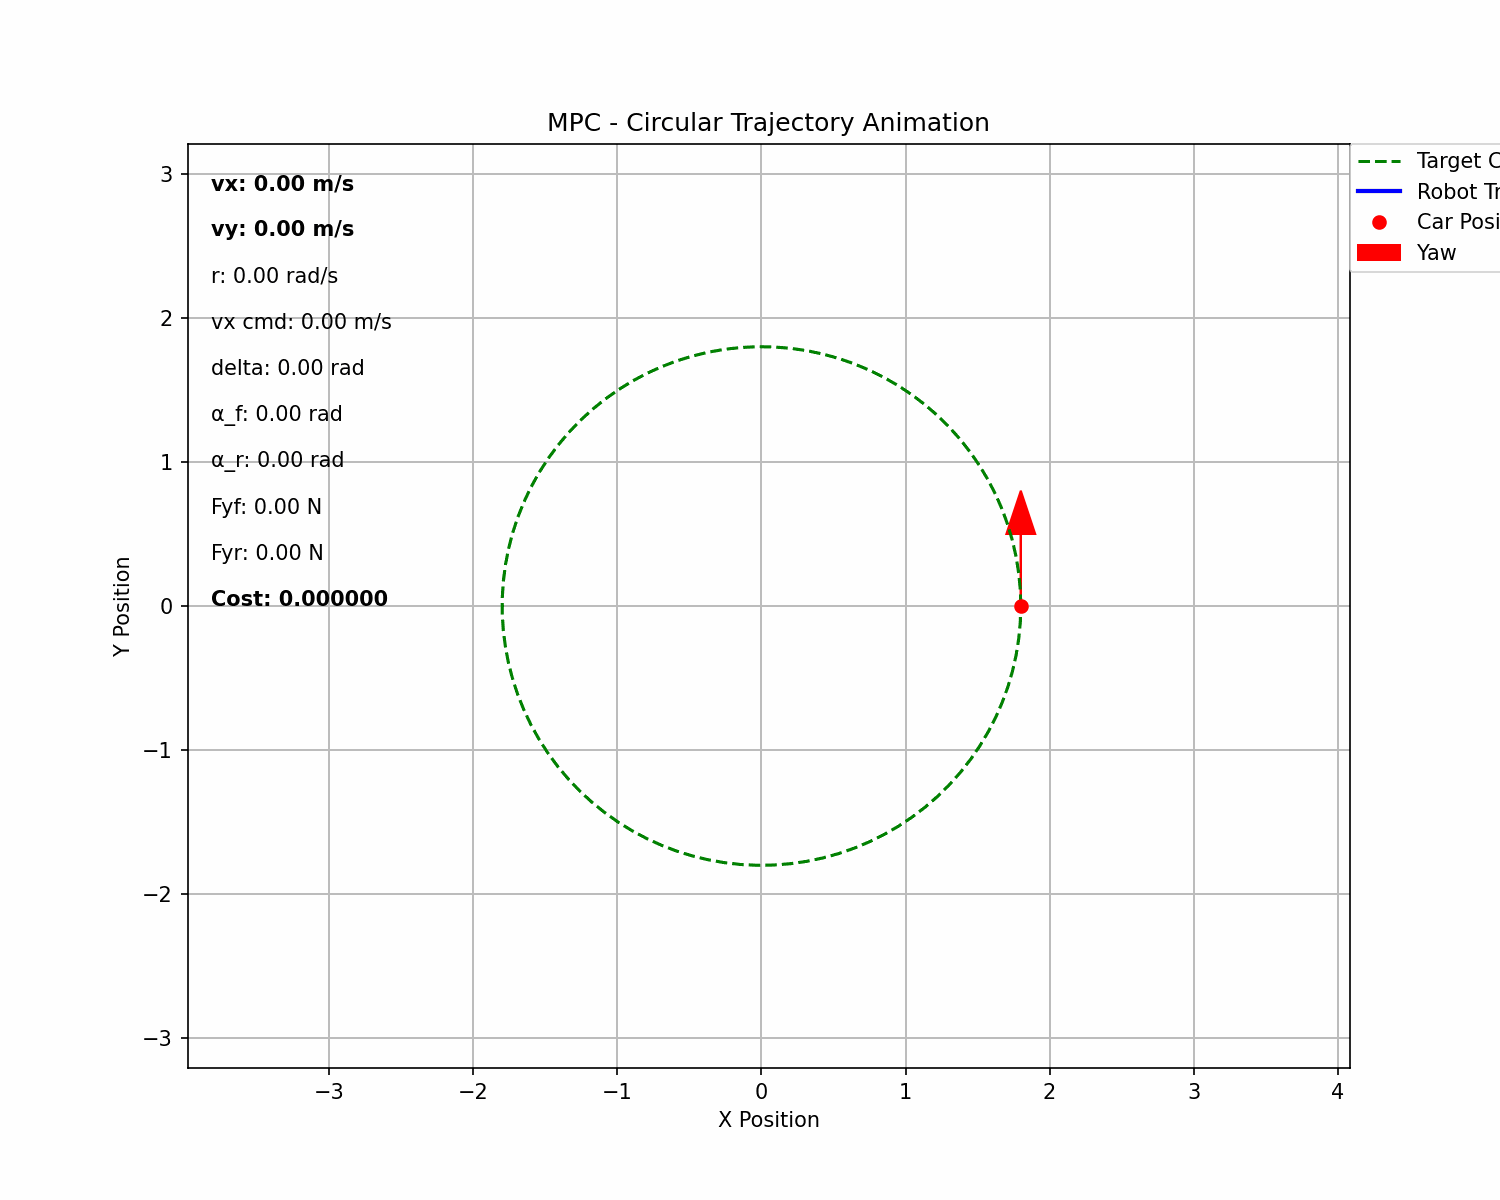 MPC - Circular Trajectory Animation
vx: 0.00 m/s
vy: 0.00 m/s
r: 0.00 rad/s
vx cmd: 0.00 m/s
delta: 0.00 rad
α_f: 0.00 rad
α_r: 0.00 rad
Fyf: 0.00 N
Fyr: 0.00 N
Cost: 0.000000
Target
Robot
Car
Yaw
Y Position
3
2
1
0
−1
−2
−3
−3
−2
−1
0
1
2
3
4
X Position